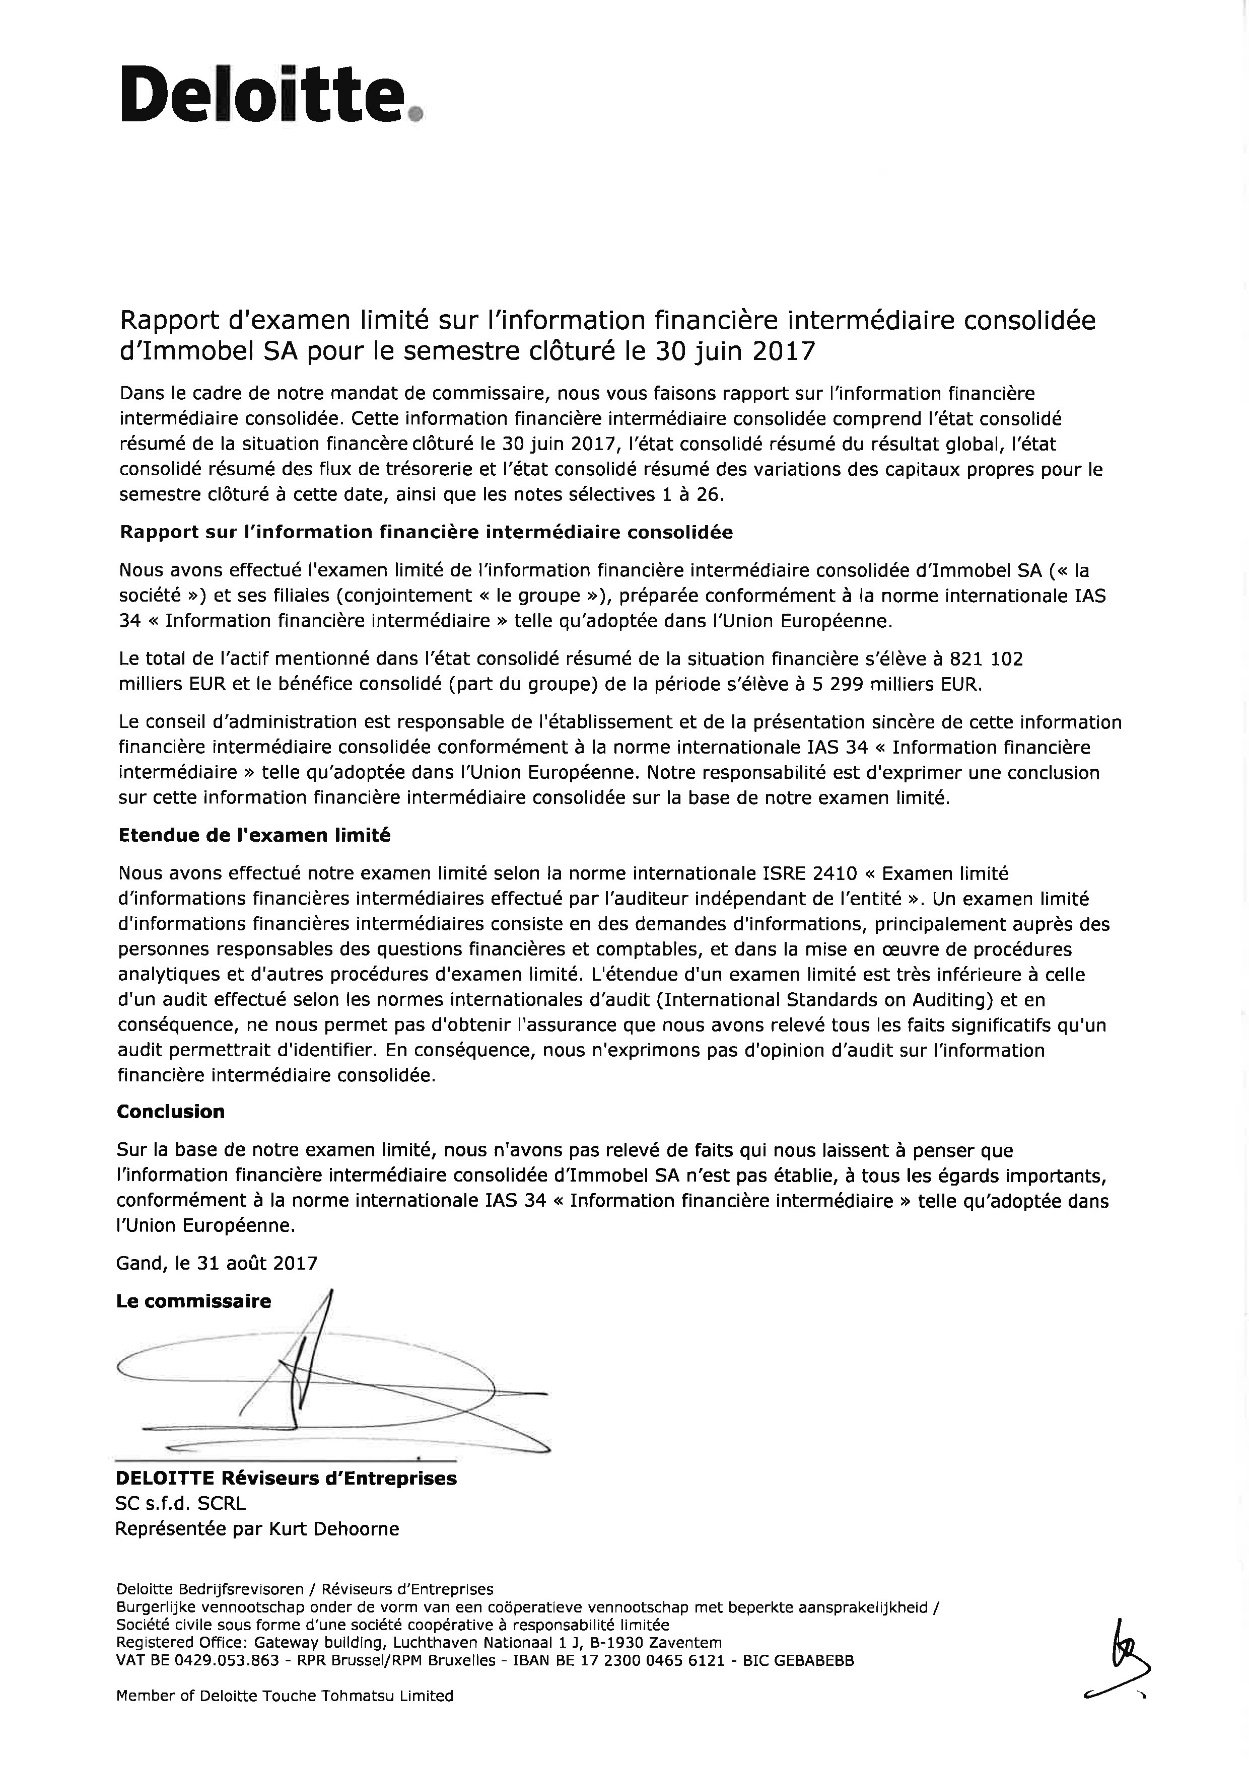 Deloitte.
Rapport d'examen limité sur l’information financière intermédiaire consolidée
d’Immobel SA pour le semestre clôturé le 30 juin 2017
Dans le cadre de notre mandat de commissaire, nous vous faisons rapport sur l’information financière
intermédiaire consolidée. Cette information financière intermédiaire consolidée comprend l’état consolidé
résumé de la situation financère clôturé le 30 juin 2017, l’état consolidé résumé du résultat global, l’état
consolidé résumé des flux de trésorerie et l’état consolidé résumé des variations des capitaux propres pour le
semestre clôturé à cette date, ainsi que les notes sélectives 1 à 26.
Rapport sur l’information financière intermédiaire consolidée
Nous avons effectué l'examen limité de l’information financière intermédiaire consolidée d’Immobel SA (« la
société ») et ses filiales (conjointement « le groupe »), préparée conformément à la norme internationale IAS
34 « Information financière intermédiaire » telle qu’adoptée dans l’Union Européenne.
Le total de l’actif mentionné dans l’état consolidé résumé de la situation financière s’élève à 821 102
milliers EUR et le bénéfice consolidé (part du groupe) de la période s’élève à 5 299 milliers EUR.
Le conseil d’administration est responsable de l'établissement et de la présentation sincère de cette information
financière intermédiaire consolidée conformément à la norme internationale IAS 34 « Information financière
intermédiaire » telle qu’adoptée dans l’Union Européenne. Notre responsabilité est d'exprimer une conclusion
sur cette information financière intermédiaire consolidée sur la base de notre examen limité.
Etendue de l'examen limité
Nous avons effectué notre examen limité selon la norme internationale ISRE 2410 « Examen limité
d’informations financières intermédiaires effectué par l’auditeur indépendant de l’entité ». Un examen limité
d'informations financières intermédiaires consiste en des demandes d'informations, principalement auprès des
personnes responsables des questions financières et comptables, et dans la mise en œuvre de procédures
analytiques et d'autres procédures d'examen limité. L'étendue d'un examen limité est très inférieure à celle
d'un audit effectué selon les normes internationales d’audit (International Standards on Auditing) et en
conséquence, ne nous permet pas d'obtenir l'assurance que nous avons relevé tous les faits significatifs qu'un
audit permettrait d'identifier. En conséquence, nous n'exprimons pas d'opinion d’audit sur l’information
financière intermédiaire consolidée.
Conclusion
Sur la base de notre examen limité, nous n'avons pas relevé de faits qui nous laissent à penser que
l’information financière intermédiaire consolidée d’Immobel SA n’est pas établie, à tous les égards importants,
conformément à la norme internationale IAS 34 « Information financière intermédiaire » telle qu’adoptée dans
l’Union Européenne.
Gand, le 31 août 2017
Le commissaire
DELOITTE Réviseurs d’Entreprises
SC s.f.d. SCRL
Représentée par Kurt Dehoorne
Deloitte Bedrijfsrevisoren / Réviseurs d’Entreprises
Burgerlijke vennootschap onder de vorm van een coöperatieve vennootschap met beperkte aansprakelijkheid /
Société civile sous forme d’une société coopérative à responsabilité limitée
Registered Office: Gateway building, Luchthaven Nationaal 1 J, B-1930 Zaventem
VAT BE 0429.053.863 - RPR Brussel/RPM Bruxelles - IBAN BE 17 2300 0465 6121 - BIC GEBABEBB
Member of Deloitte Touche Tohmatsu Limited